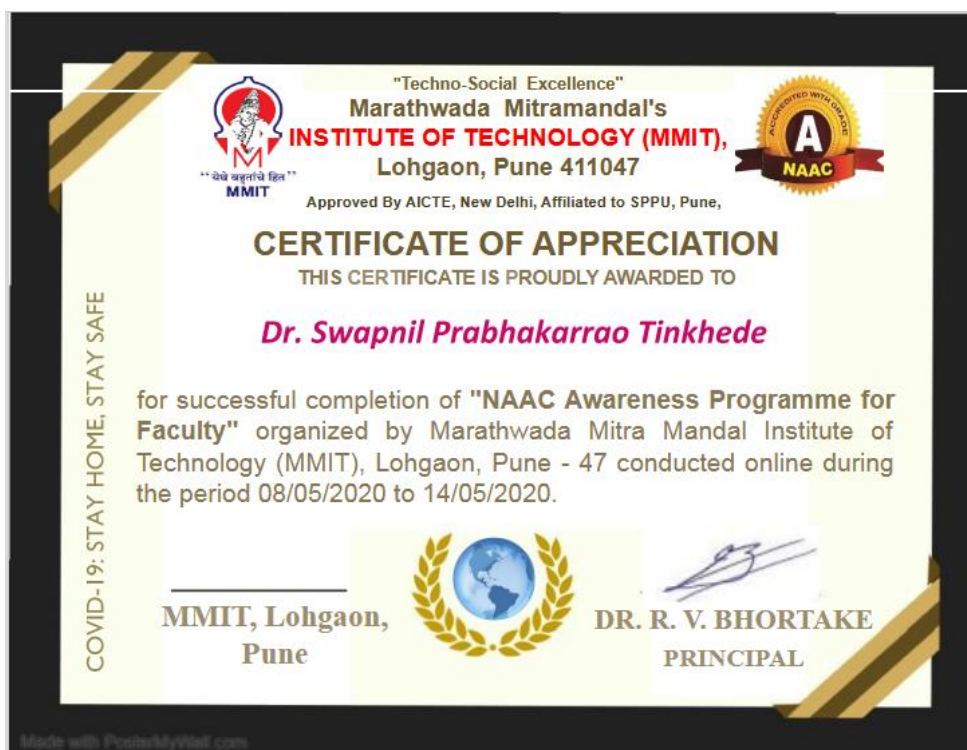 "Techno-Social Excellence"
Marathwada Mitramandal's
INSTITUTE OF TECHNOLOGY (MMIT),
Lohgaon, Pune 411047
Approved By AICTE, New Delhi, Affiliated to SPPU, Pune,
"येथे बहुतांचे हित"
MMIT
ACCREDITED WITH GRADE
A
NAAC
CERTIFICATE OF APPRECIATION
THIS CERTIFICATE IS PROUDLY AWARDED TO
Dr. Swapnil Prabhakarrao Tinkhede
for successful completion of "NAAC Awareness Programme for
Faculty" organized by Marathwada Mitra Mandal Institute of
Technology (MMIT), Lohgaon, Pune - 47 conducted online during
the period 08/05/2020 to 14/05/2020.
COVID-19: STAY HOME, STAY SAFE
MMIT, Lohgaon,
Pune
DR. R. V. BHORTAKE
PRINCIPAL
Made with PosterMyWall.com